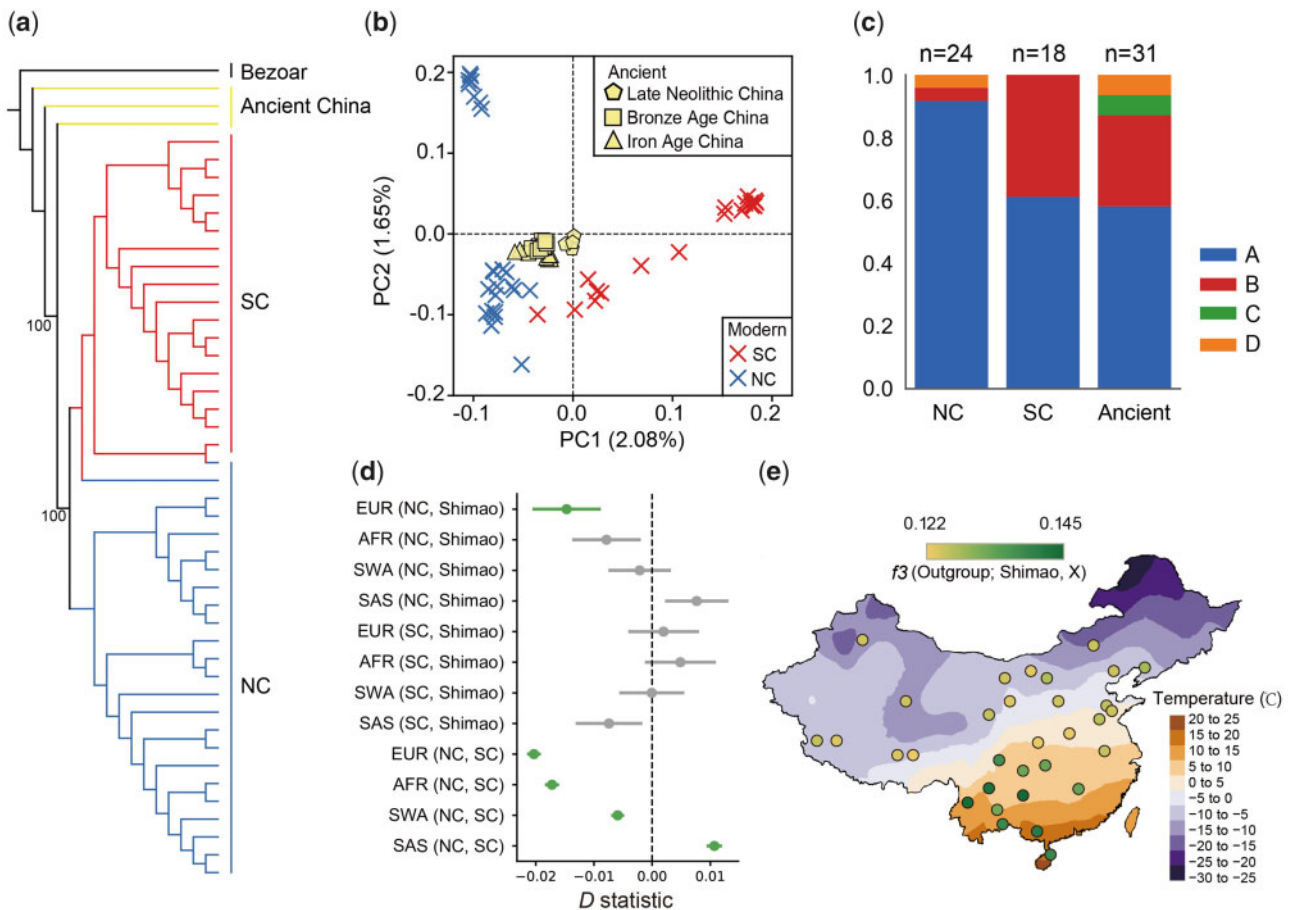 (a)
Bezoar
Ancient China
SC
NC
100
100
(b)
0.2
0.1
0.0
-0.1
-0.2
PC2 (1.65%)
-0.1
0.0
0.1
0.2
PC1 (2.08%)
Ancient
Late Neolithic China
Bronze Age China
Iron Age China
Modern
SC
NC
(c)
n=24 n=18 n=31
1.0
0.8
0.6
0.4
0.2
0.0
NC SC Ancient
A
B
C
D
(d)
EUR (NC, Shimao)
AFR (NC, Shimao)
SWA (NC, Shimao)
SAS (NC, Shimao)
EUR (SC, Shimao)
AFR (SC, Shimao)
SWA (SC, Shimao)
SAS (SC, Shimao)
EUR (NC, SC)
AFR (NC, SC)
SWA (NC, SC)
SAS (NC, SC)
−0.02 −0.01 0.00 0.01
D statistic
(e)
0.122 0.145
f3 (Outgroup; Shimao, X)
Temperature (C)
20 to 25
15 to 20
10 to 15
5 to 10
0 to 5
−5 to 0
−10 to −5
−15 to −10
−20 to −15
−25 to −20
−30 to −25